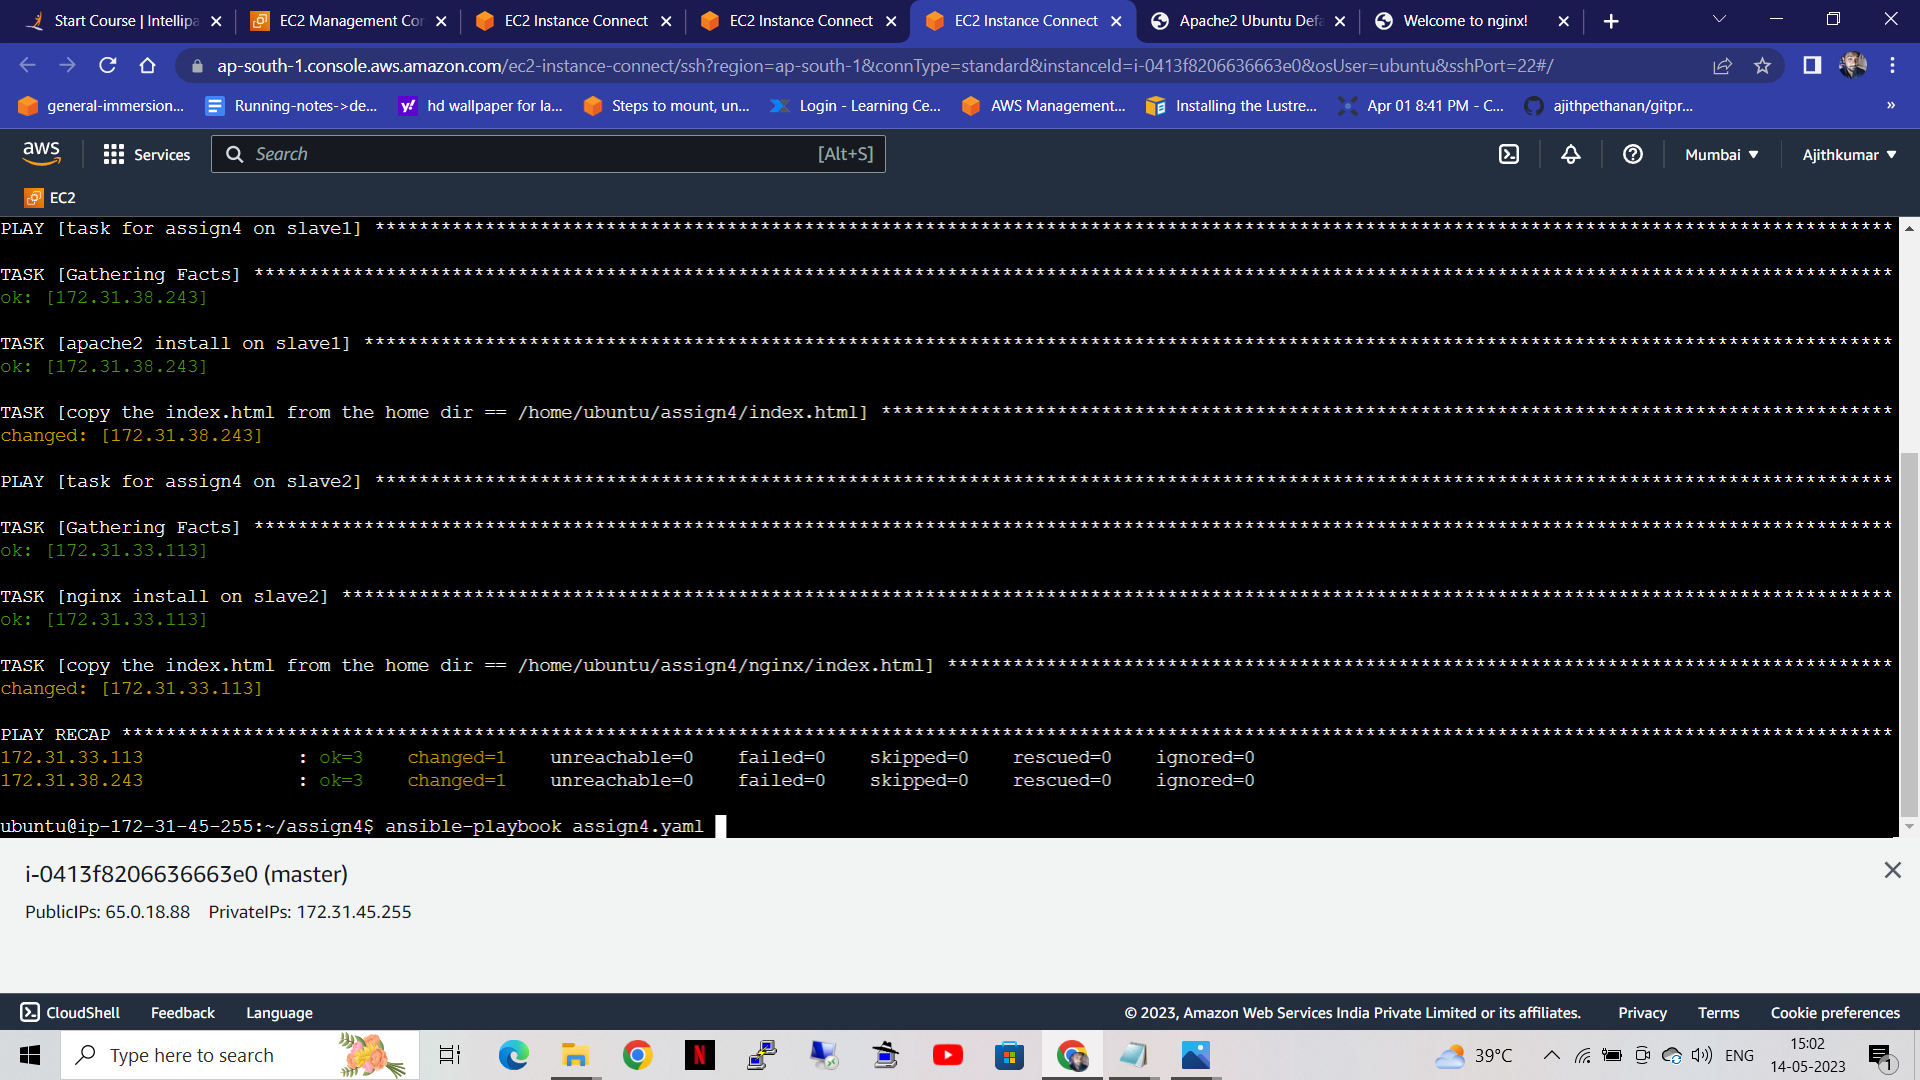 Start Course | Intellipa
EC2 Management Cor
EC2 Instance Connect
EC2 Instance Connect
EC2 Instance Connect
Apache2 Ubuntu Defa
Welcome to nginx!
ap-south-1.console.aws.amazon.com/ec2-instance-connect/ssh?region=ap-south-1&connType=standard&instanceId=i-0413f8206636663e0&osUser=ubuntu&sshPort=22#/
general-immersion...
Running-notes->de...
hd wallpaper for la...
Steps to mount, un...
Login - Learning Ce...
AWS Management...
Installing the Lustre...
Apr 01 8:41 PM - C...
ajithpethanan/gitpr...
»
aws
Services
Search
[Alt+S]
Mumbai
Ajithkumar
EC2
PLAY [task for assign4 on slave1] ******************************************************************************************************************************************
TASK [Gathering Facts] *****************************************************************************************************************************************************
ok: [172.31.38.243]
TASK [apache2 install on slave1] *******************************************************************************************************************************************
ok: [172.31.38.243]
TASK [copy the index.html from the home dir == /home/ubuntu/assign4/index.html] ********************************************************************************************
changed: [172.31.38.243]
PLAY [task for assign4 on slave2] ******************************************************************************************************************************************
TASK [Gathering Facts] *****************************************************************************************************************************************************
ok: [172.31.33.113]
TASK [nginx install on slave2] *********************************************************************************************************************************************
ok: [172.31.33.113]
TASK [copy the index.html from the home dir == /home/ubuntu/assign4/nginx/index.html] **************************************************************************************
changed: [172.31.33.113]
PLAY RECAP *****************************************************************************************************************************************************************
172.31.33.113 : ok=3 changed=1 unreachable=0 failed=0 skipped=0 rescued=0 ignored=0
172.31.38.243 : ok=3 changed=1 unreachable=0 failed=0 skipped=0 rescued=0 ignored=0
ubuntu@ip-172-31-45-255:~/assign4$ ansible-playbook assign4.yaml
i-0413f8206636663e0 (master)
PublicIPs: 65.0.18.88 PrivateIPs: 172.31.45.255
CloudShell
Feedback
Language
© 2023, Amazon Web Services India Private Limited or its affiliates.
Privacy
Terms
Cookie preferences
Type here to search
39°C
ENG
15:02
14-05-2023
1